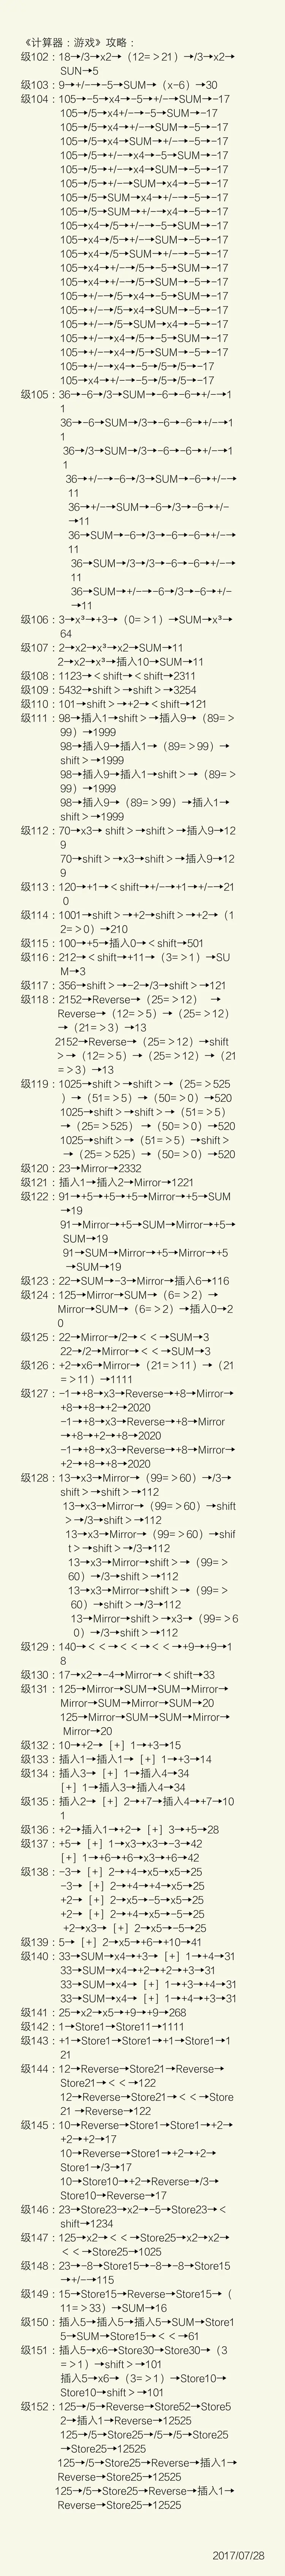 《计算器：游戏》攻略：
级102：18→/3→x2→（12=＞21）→/3→x2→
SUN→5
级103：9→+/-→-5→SUM→（x-6）→30
级104：105→-5→x4→-5→+/-→SUM→-17
105→/5→x4+/-→-5→SUM→-17
105→/5→x4→+/-→SUM→-5→-17
105→/5→x4→SUM→+/-→-5→-17
105→/5→+/-→x4→-5→SUM→-17
105→/5→+/-→x4→SUM→-5→-17
105→/5→+/-→SUM→x4→-5→-17
105→/5→SUM→x4→+/-→-5→-17
105→/5→SUM→+/-→x4→-5→-17
105→x4→/5→+/-→-5→SUM→-17
105→x4→/5→+/-→SUM→-5→-17
105→x4→/5→SUM→+/-→-5→-17
105→x4→+/-→/5→-5→SUM→-17
105→x4→+/-→/5→SUM→-5→-17
105→+/-→/5→x4→-5→SUM→-17
105→+/-→/5→x4→SUM→-5→-17
105→+/-→/5→SUM→x4→-5→-17
105→+/-→x4→/5→-5→SUM→-17
105→+/-→x4→/5→SUM→-5→-17
105→+/-→x4→-5→/5→/5→-17
105→x4→+/-→-5→/5→/5→-17
级105：36→-6→/3→SUM→-6→-6→+/-→1
1
36→-6→SUM→/3→-6→-6→+/-→1
1
36→/3→SUM→/3→-6→-6→+/-→1
1
36→+/-→-6→/3→SUM→-6→+/-→
11
36→+/-→SUM→-6→/3→-6→+/-
→11
36→SUM→-6→/3→-6→-6→+/-→
11
36→SUM→/3→/3→-6→-6→+/-→
11
36→SUM→+/-→-6→/3→-6→+/-
→11
级106：3→x³→+3→（0=＞1）→SUM→x³→
64
级107：2→x2→x³→x2→SUM→11
2→x2→x³→插入10→SUM→11
级108：1123→＜shift→＜shift→2311
级109：5432→shift＞→shift＞→3254
级110：101→shift＞→+2→＜shift→121
级111：98→插入1→shift＞→插入9→（89=＞
99）→1999
98→插入9→插入1→（89=＞99）→
shift＞→1999
98→插入9→插入1→shift＞→（89=＞
99）→1999
98→插入9→（89=＞99）→插入1→
shift＞→1999
级112：70→x3→ shift＞→shift＞→插入9→12
9
70→shift＞→x3→shift＞→插入9→12
9
级113：120→+1→＜shift→+/-→+1→+/-→21
0
级114：1001→shift＞→+2→shift＞→+2→（1
2=＞0）→210
级115：100→+5→插入0→＜shift→501
级116：212→＜shift→+11→（3=＞1）→SU
M→3
级117：356→shift＞→-2→/3→shift＞→121
级118：2152→Reverse→（25=＞12） →
Reverse→（12=＞5）→（25=＞12）
→（21=＞3）→13
2152→Reverse→（25=＞12）→shift
＞→（12=＞5）→（25=＞12）→（21
=＞3）→13
级119：1025→shift＞→shift＞→（25=＞525
）→（51=＞5）→（50=＞0）→520
1025→shift＞→shift＞→（51=＞5）
→（25=＞525）→（50=＞0）→520
1025→shift＞→（51=＞5）→shift＞
→（25=＞525）→（50=＞0）→520
级120：23→Mirror→2332
级121：插入1→插入2→Mirror→1221
级122：91→+5→+5→+5→Mirror→+5→SUM
→19
91→Mirror→+5→SUM→Mirror→+5→
SUM→19
91→SUM→Mirror→+5→Mirror→+5
→SUM→19
级123：22→SUM→-3→Mirror→插入6→116
级124：125→Mirror→SUM→（6=＞2）→
Mirror→SUM→（6=＞2）→插入0→2
0
级125：22→Mirror→/2→＜＜→SUM→3
22→/2→Mirror→＜＜→SUM→3
级126：+2→x6→Mirror→（21=＞11）→（21
=＞11）→1111
级127：-1→+8→x3→Reverse→+8→Mirror→
+8→+8→+2→2020
-1→+8→x3→Reverse→+8→Mirror
→+8→+2→+8→2020
-1→+8→x3→Reverse→+8→Mirror→
+2→+8→+8→2020
级128：13→x3→Mirror→（99=＞60）→/3→
shift＞→shift＞→112
13→x3→Mirror→（99=＞60）→shift
＞→/3→shift＞→112
13→x3→Mirror→（99=＞60）→shif
t＞→shift＞→/3→112
13→x3→Mirror→shift＞→（99=＞
60）→/3→shift＞→112
13→x3→Mirror→shift＞→（99=＞
60）→shift＞→/3→112
13→Mirror→shift＞→x3→（99=＞6
0）→/3→shift＞→112
级129：140→＜＜→＜＜→＜＜→+9→+9→1
8
级130：17→x2→-4→Mirror→＜shift→33
级131：125→Mirror→SUM→SUM→Mirror→
Mirror→SUM→Mirror→SUM→20
125→Mirror→SUM→SUM→Mirror→
Mirror→20
级132：10→+2→［+］1→+3→15
级133：插入1→插入1→［+］1→+3→14
级134：插入3→［+］1→插入4→34
［+］1→插入3→插入4→34
级135：插入2→［+］2→+7→插入4→+7→10
1
级136：+2→插入1→+2→［+］3→+5→28
级137：+5→［+］1→x3→x3→-3→42
［+］1→+6→+6→x3→+6→42
级138：-3→［+］2→+4→x5→x5→25
-3→［+］2→+4→+4→x5→25
+2→［+］2→x5→-5→x5→25
+2→［+］2→+4→x5→-5→25
+2→x3→［+］2→x5→-5→25
级139：5→［+］2→x5→+6→+10→41
级140：33→SUM→x4→+3→［+］1→+4→31
33→SUM→x4→+2→+2→+3→31
33→SUM→x4→［+］1→+3→+4→31
33→SUM→x4→［+］1→+4→+3→31
级141：25→x2→x5→+9→+9→268
级142：1→Store1→Store11→1111
级143：+1→Store1→Store1→+1→Store1→1
21
级144：12→Reverse→Store21→Reverse→
Store21→＜＜→122
12→Reverse→Store21→＜＜→Store
21→Reverse→122
级145：10→Reverse→Store1→Store1→+2→
+2→+2→17
10→Reverse→Store1→+2→+2→
Store1→/3→17
10→Store10→+2→Reverse→/3→
Store10→Reverse→17
级146：23→Store23→x2→-5→Store23→＜
shift→1234
级147：125→x2→＜＜→Store25→x2→x2→
＜＜→Store25→1025
级148：23→-8→Store15→-8→-8→Store15
→+/-→115
级149：15→Store15→Reverse→Store15→（
11=＞33）→SUM→16
级150：插入5→插入5→插入5→SUM→Store1
5→SUM→Store15→＜＜→61
级151：插入5→x6→Store30→Store30→（3
=＞1）→shift＞→101
插入5→x6→（3=＞1）→Store10→
Store10→shift＞→101
级152：125→/5→Reverse→Store52→Store5
2→插入1→Reverse→12525
125→/5→Store25→/5→/5→Store25
→Store25→12525
125→/5→Store25→Reverse→插入1→
Reverse→Store25→12525
125→/5→Store25→Reverse→插入1→
Reverse→Store25→12525
2017/07/28